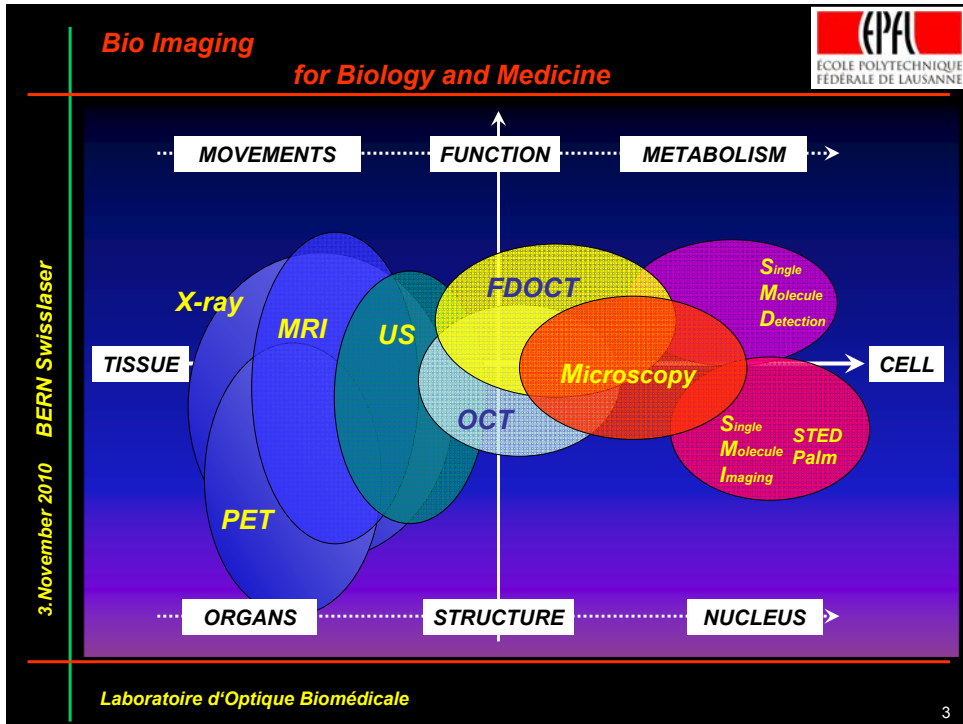 Bio Imaging
for Biology and Medicine
EPFL
ÉCOLE POLYTECHNIQUE
FÉDÉRALE DE LAUSANNE
3.November 2010 BERN Swisslaser
MOVEMENTS FUNCTION METABOLISM
X-ray
MRI
US
FDOCT
Single
Molecule
Detection
TISSUE
Microscopy
CELL
OCT
Single
Molecule
Imaging
STED
Palm
PET
ORGANS STRUCTURE NUCLEUS
Laboratoire d'Optique Biomédicale
3